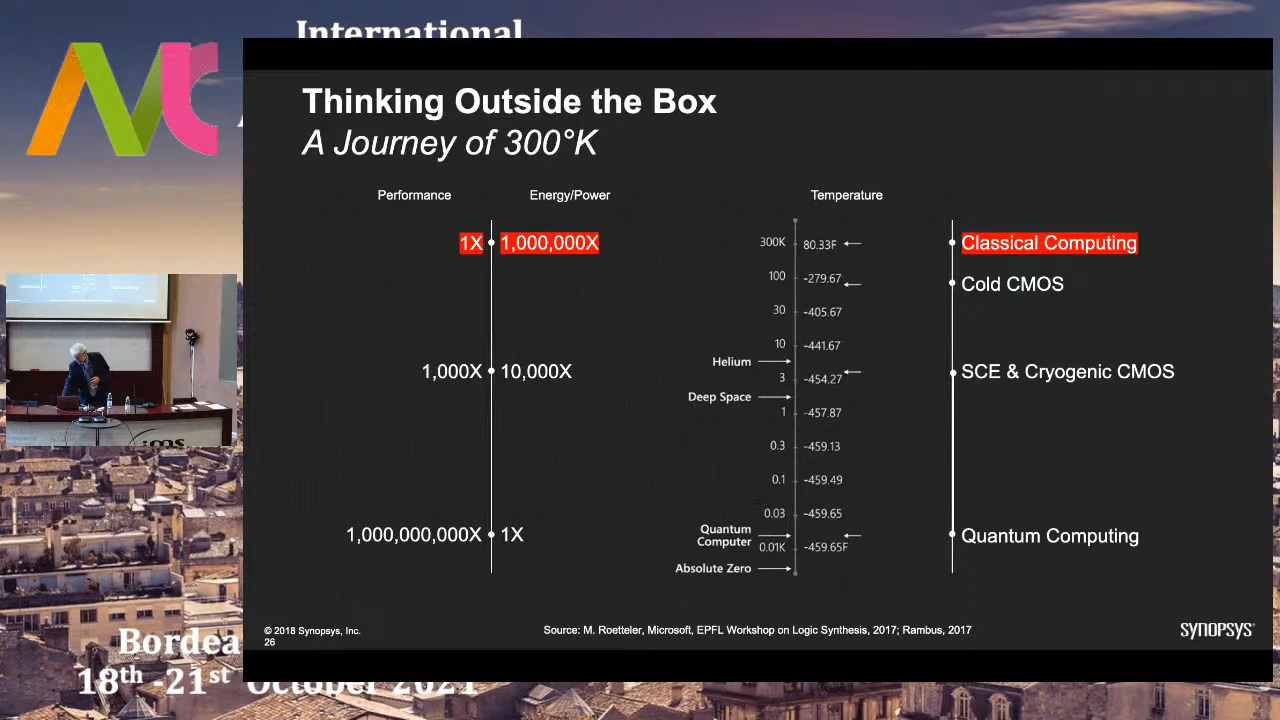 International
Thinking Outside the Box
A Journey of 300°K
Performance Energy/Power Temperature
1X 1,000,000X 300K 80.33F Classical Computing
100 -279.67 Cold CMOS
30 -405.67
10 -441.67
Helium
1,000X 10,000X 3 -454.27 SCE & Cryogenic CMOS
Deep Space
1 -457.87
0.3 -459.13
0.1 -459.49
0.03 -459.65
Quantum
Computer
1,000,000,000X 1X 0.01K -459.65F Quantum Computing
Absolute Zero
© 2018 Synopsys, Inc.
26
Source: M. Roetteler, Microsoft, EPFL Workshop on Logic Synthesis, 2017; Rambus, 2017
SYNOPSYS
ims
Bordea
18th -21st October 2021